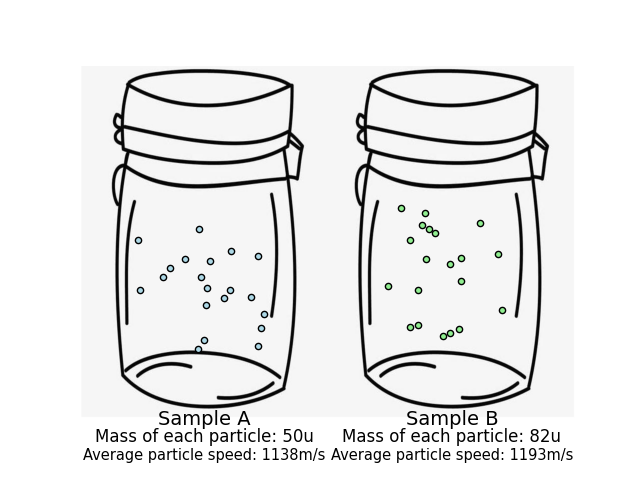 Sample A
Mass of each particle: 50u
Average particle speed: 1138m/s
Sample B
Mass of each particle: 82u
Average particle speed: 1193m/s